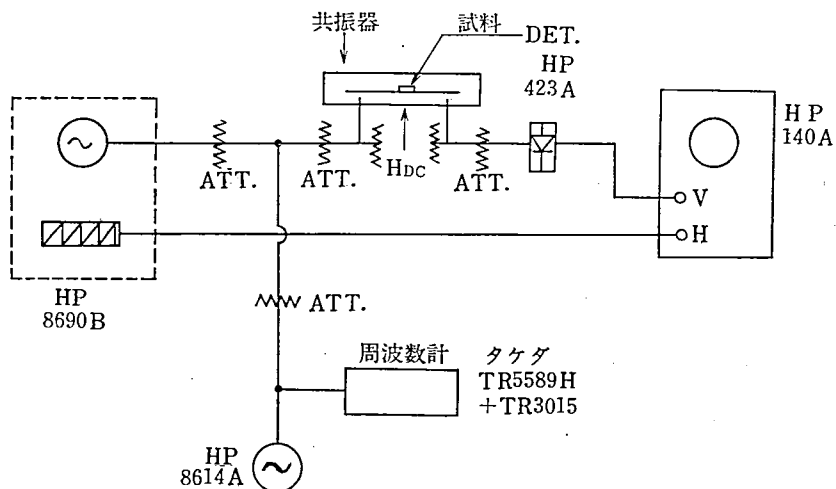 共振器
試料
DET.
HP
423A
HP
140A
ATT.
ATT.
HDC
ATT.
V
H
HP
8690B
ATT.
周波数計
タケダ
TR5589H
+TR3015
HP
8614A